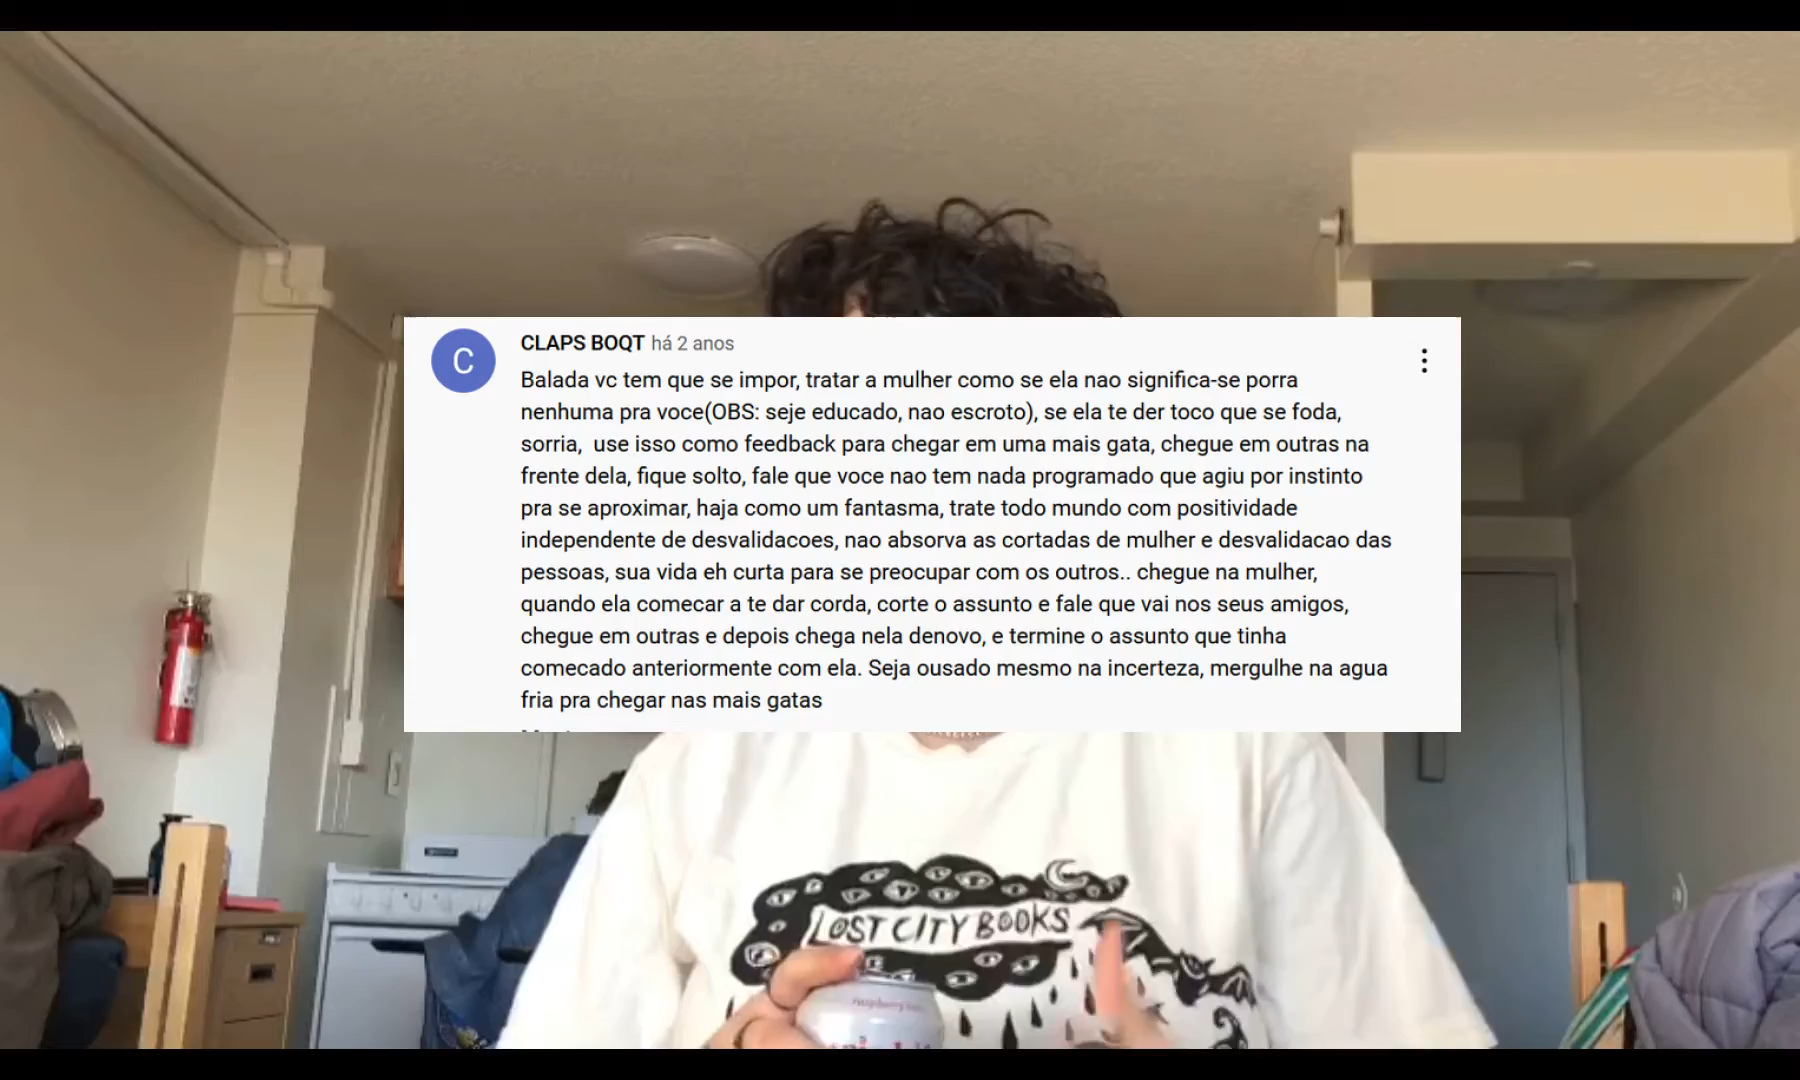 CLAPS BOQT há 2 anos
C
Balada vc tem que se impor, tratar a mulher como se ela nao significa-se porra
nenhuma pra voce(OBS: seje educado, nao escroto), se ela te der toco que se foda,
sorria,  use isso como feedback para chegar em uma mais gata, chegue em outras na
frente dela, fique solto, fale que voce nao tem nada programado que agiu por instinto
pra se aproximar, haja como um fantasma, trate todo mundo com positividade
independente de desvalidacoes, nao absorva as cortadas de mulher e desvalidacao das
pessoas, sua vida eh curta para se preocupar com os outros.. chegue na mulher,
quando ela comecar a te dar corda, corte o assunto e fale que vai nos seus amigos,
chegue em outras e depois chega nela denovo, e termine o assunto que tinha
comecado anteriormente com ela. Seja ousado mesmo na incerteza, mergulhe na agua
fria pra chegar nas mais gatas
LOST CITY BOOKS
raspberry